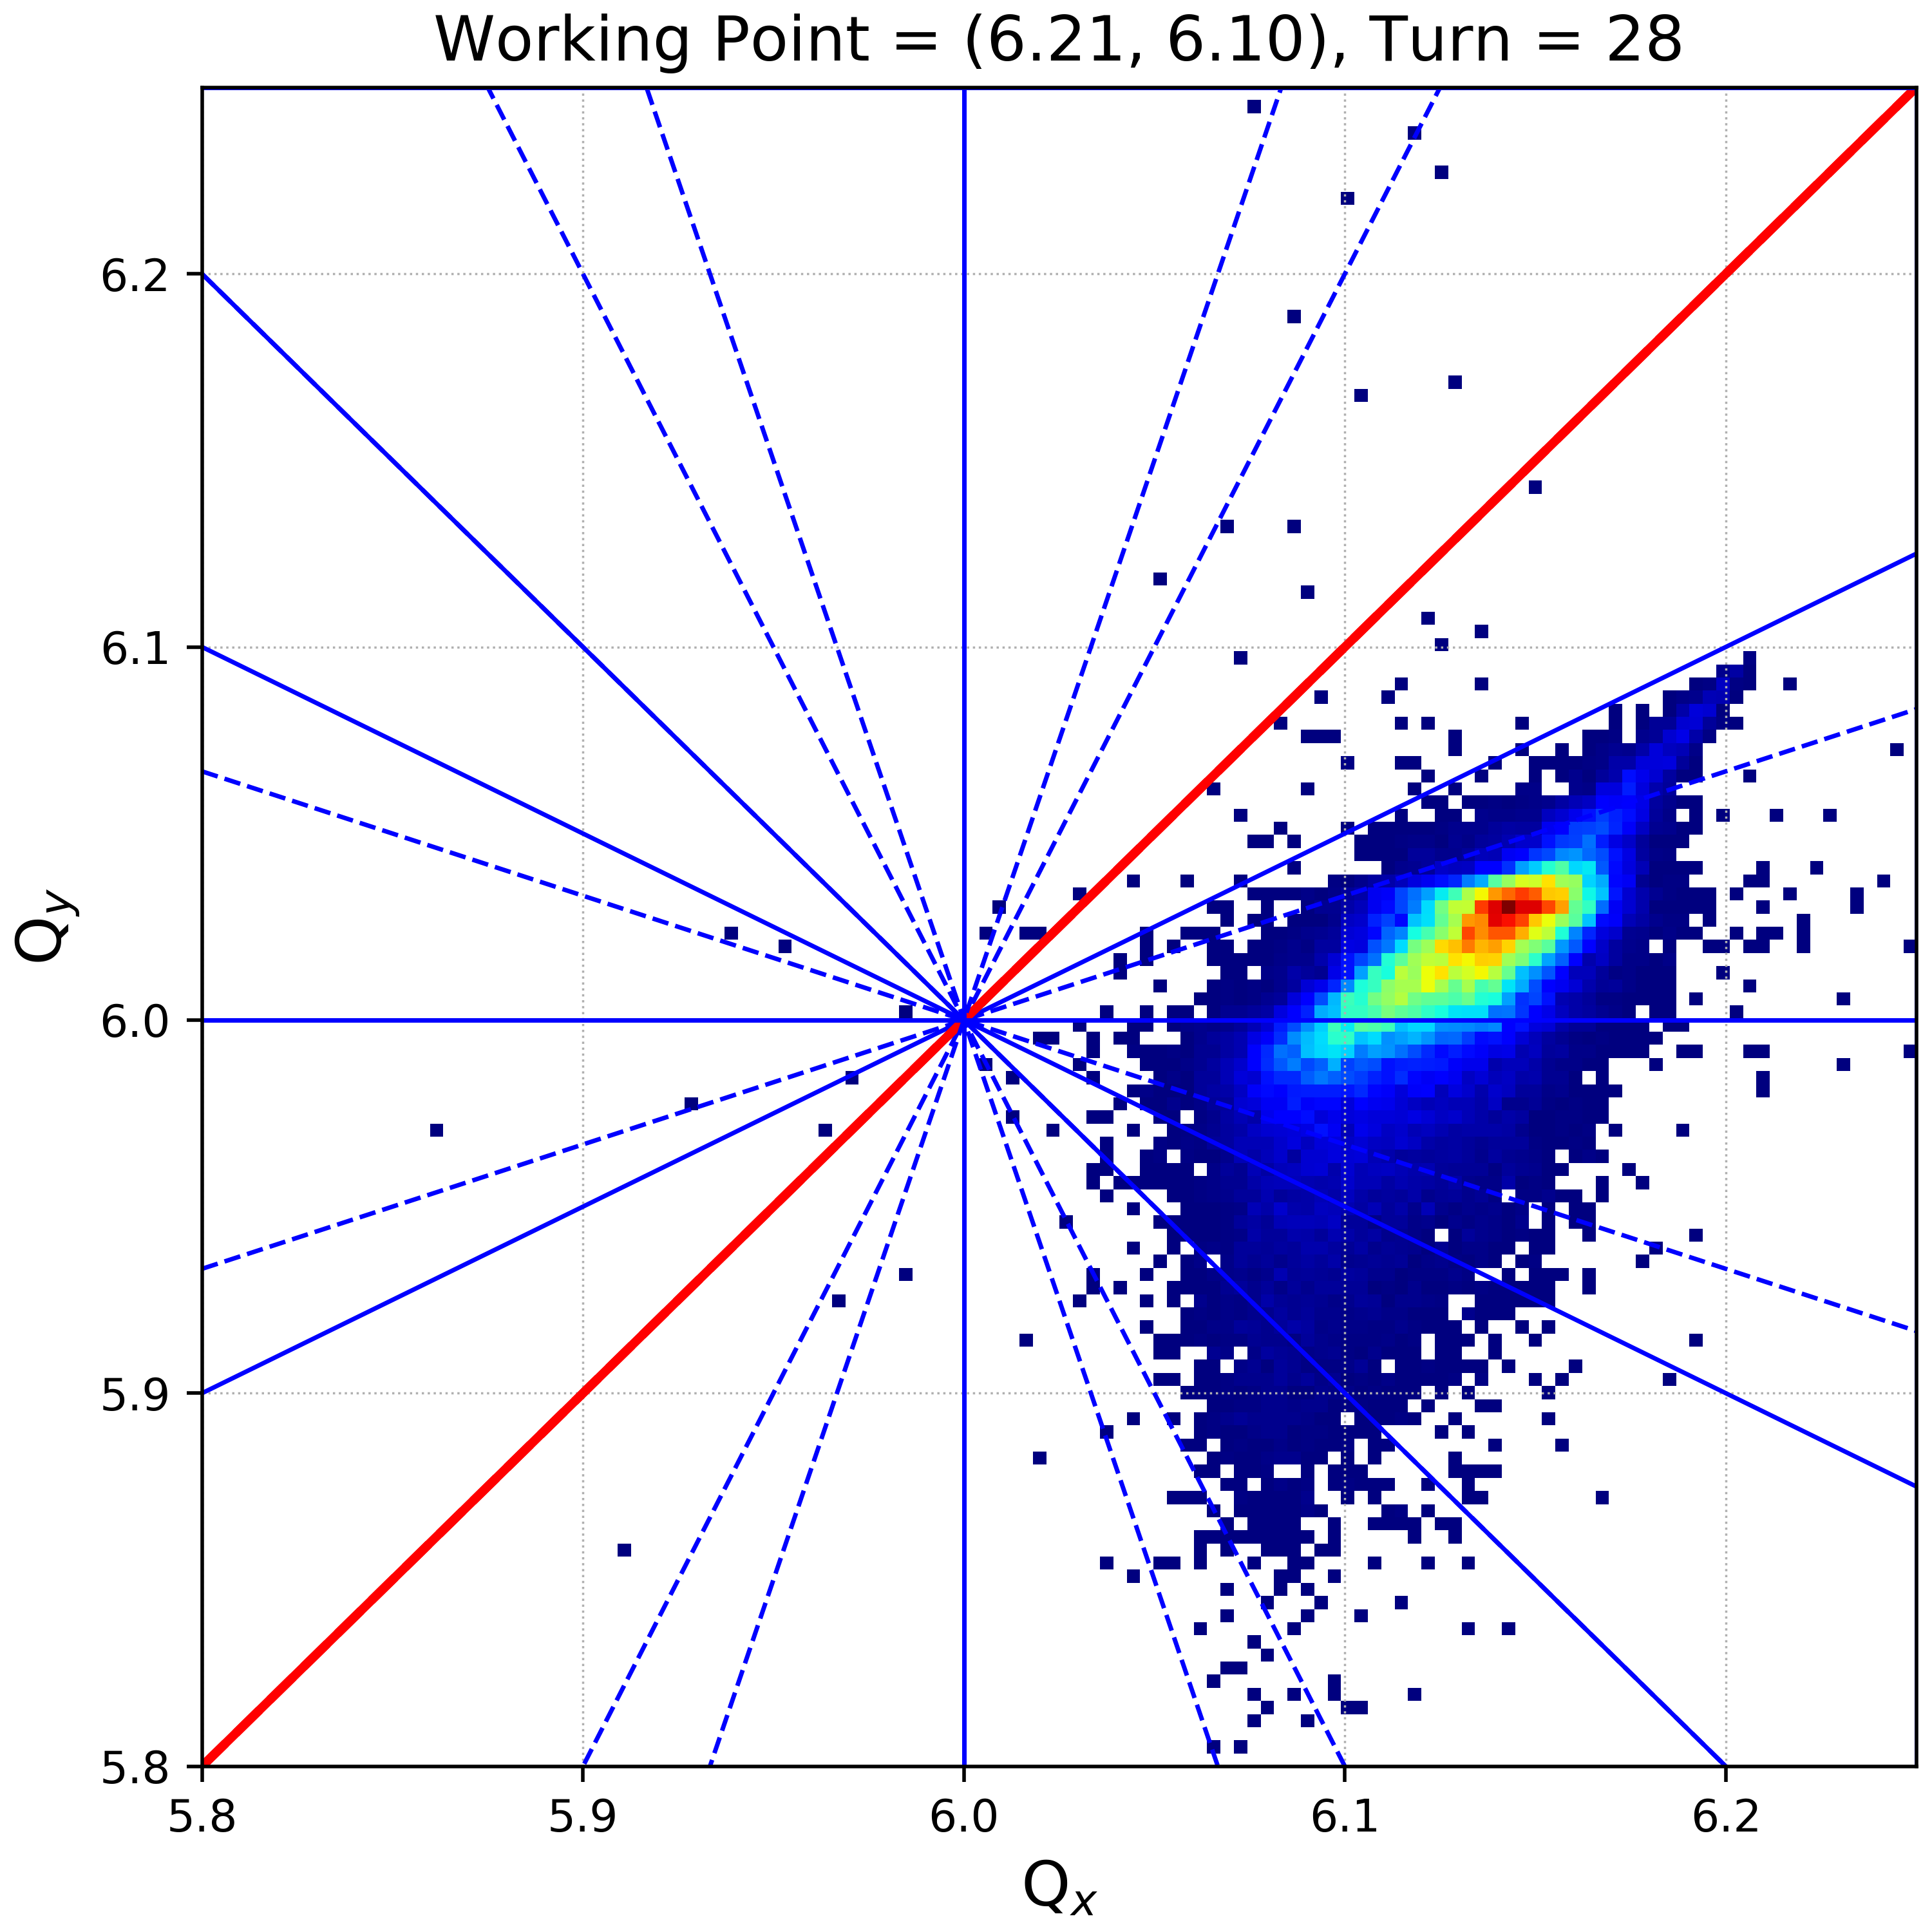 Working Point = (6.21, 6.10), Turn = 28
6.2
6.1
6.0
5.9
5.8
Qy
5.8 5.9 6.0 6.1 6.2
Qx